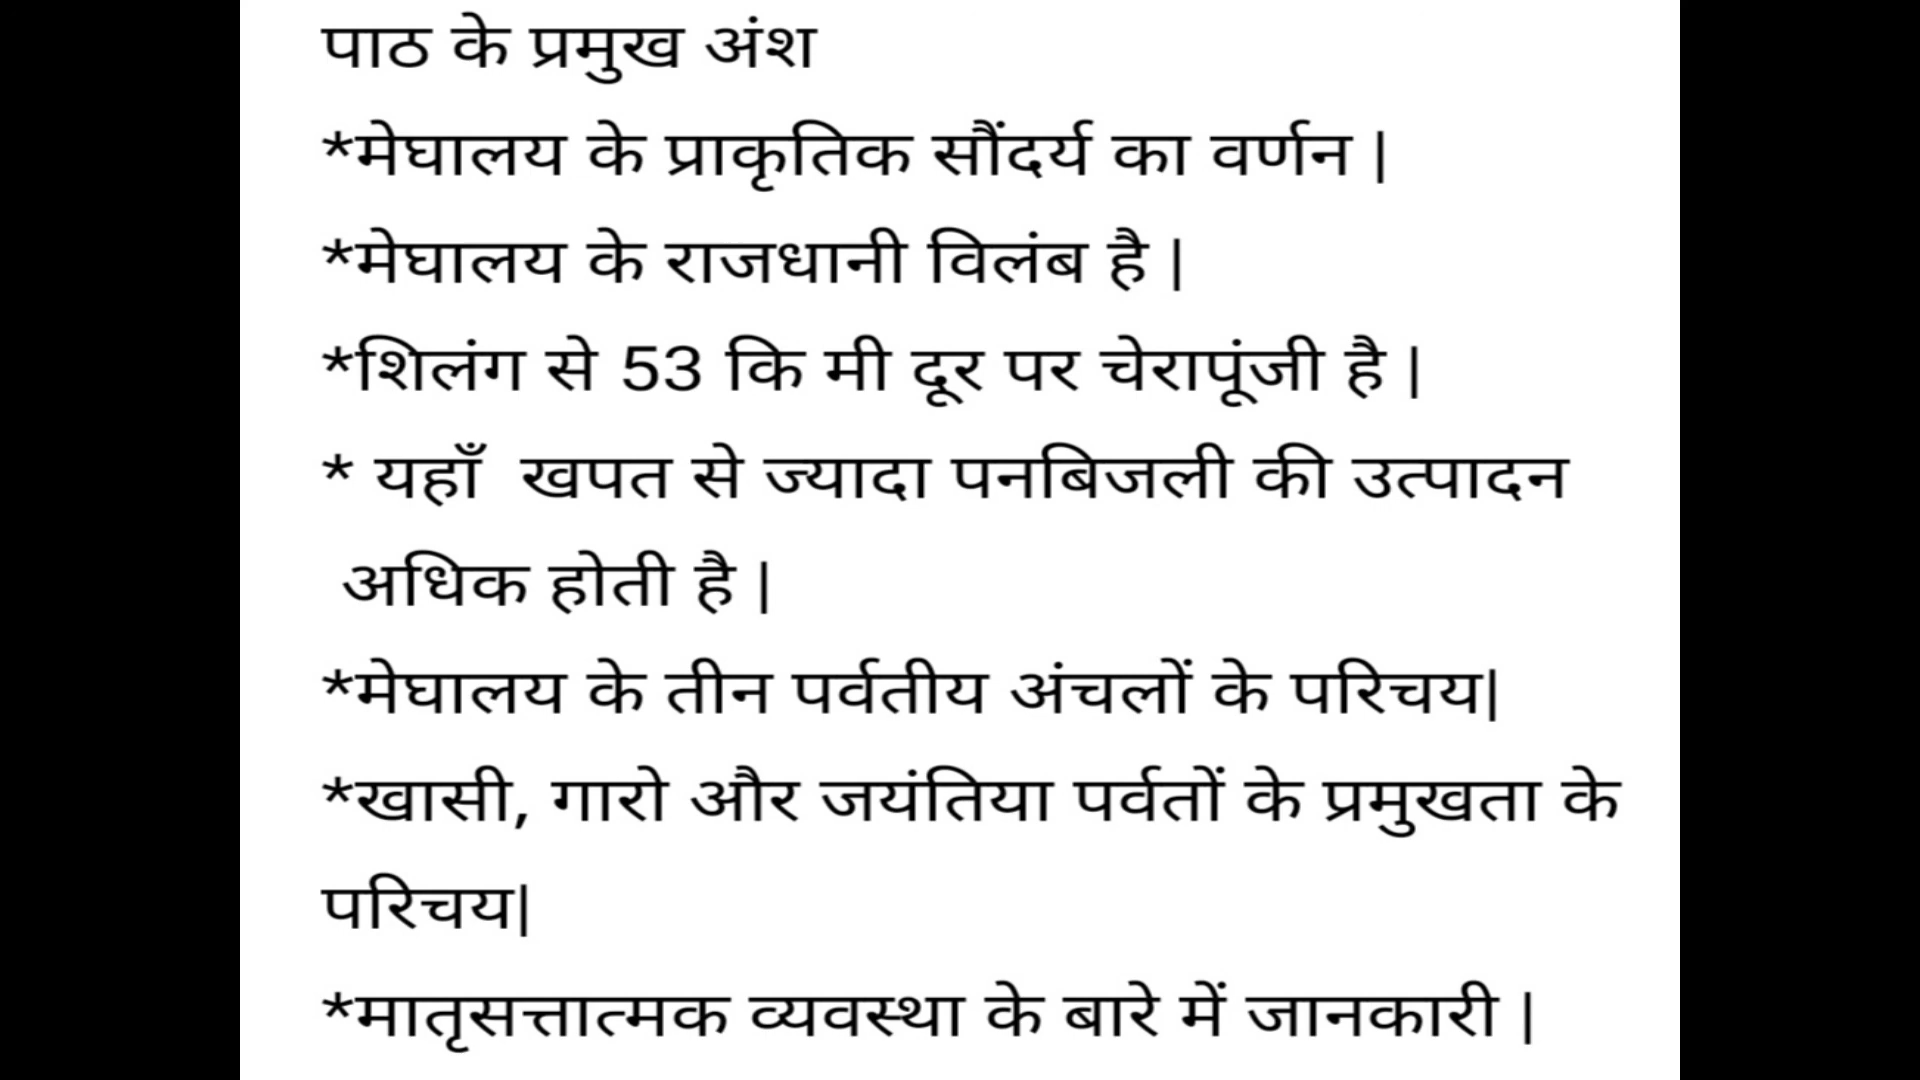 पाठ के प्रमुख अंश
*मेघालय के प्राकृतिक सौंदर्य का वर्णन |
*मेघालय के राजधानी विलंब है |
*शिलंग से 53 कि मी दूर पर चेरापूंजी है |
* यहाँ  खपत से ज्यादा पनबिजली की उत्पादन
अधिक होती है |
*मेघालय के तीन पर्वतीय अंचलों के परिचय|
*खासी, गारो और जयंतिया पर्वतों के प्रमुखता के
परिचय|
*मातृसत्तात्मक व्यवस्था के बारे में जानकारी |